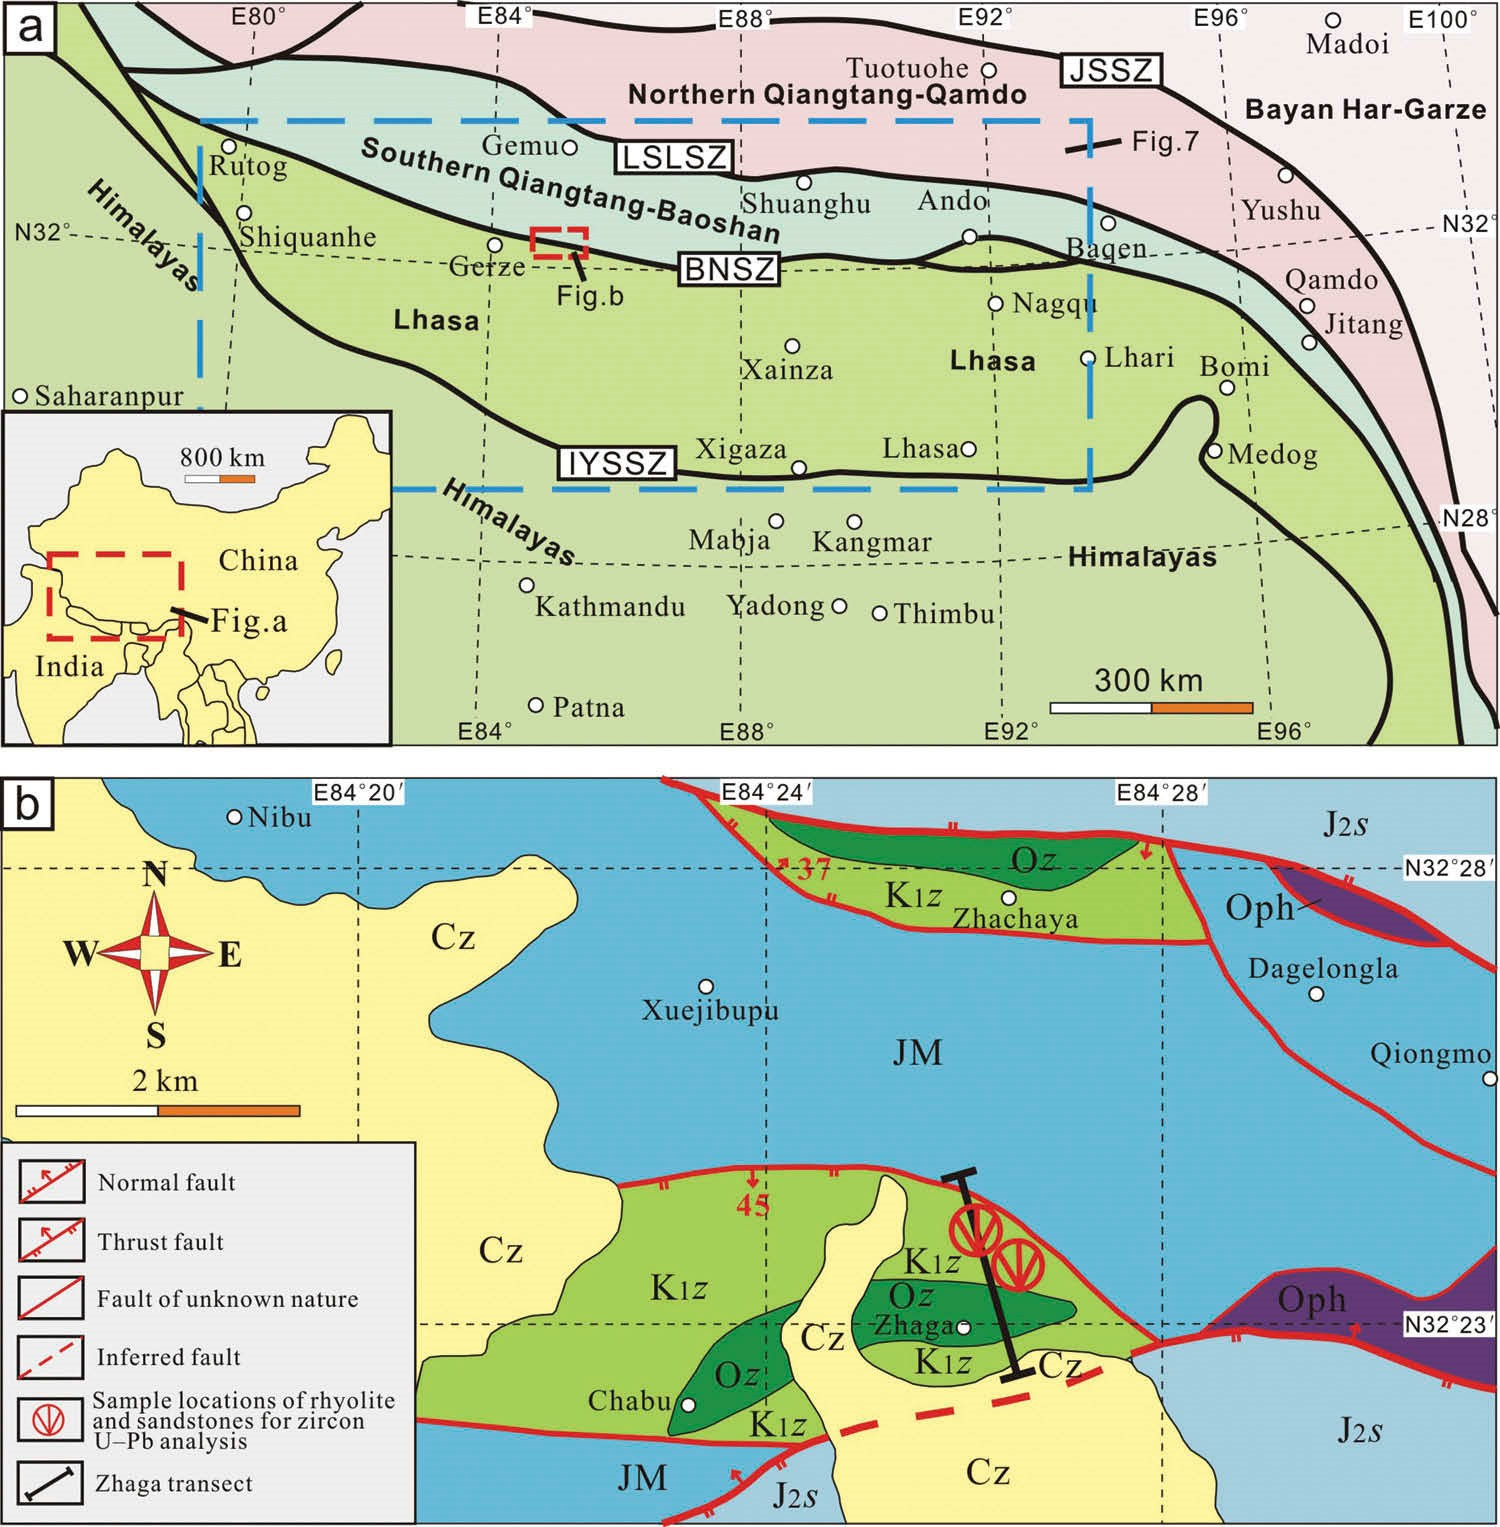 a
E80°
E84°
E88°
E92°
E96°
E100°
Madoi
Tuotuohe
JSSZ
Northern Qiangtang-Qamdo
Bayan Har-Garze
Fig.7
Gemu
LSLSZ
Rutog
Southern Qiangtang-Baoshan
Shuanghu
Ando
Yushu
Himalayas
N32°
Shiquanhe
N32°
Baqen
Gerze
BNSZ
Qamdo
Fig.b
Nagqu
Jitang
Lhasa
Xainza
Lhasa
Lhari
Bomi
Saharanpur
800 km
Xigaza
Lhasa
IYSSZ
Medog
Himalayas
N28°
China
Mabja
Kangmar
Himalayas
Fig.a
Kathmandu
Yadong
Thimbu
India
300 km
Patna
E84°
E88°
E92°
E96°
b
E84°20′
E84°24′
E84°28′
Nibu
J2s
N
Oz
N32°28′
37
K1z
Zhachaya
Oph
W
E
Cz
Dagelongla
Xuejibupu
S
JM
Qiongmo
2 km
Normal fault
45
Thrust fault
Cz
K1z
K1z
Fault of unknown nature
Oz
Oph
Zhaga
N32°23′
Cz
Inferred fault
K1z
Cz
Oz
Chabu
Sample locations of rhyolite
and sandstones for zircon
U–Pb analysis
K1z
J2s
Zhaga transect
JM
J2s
Cz